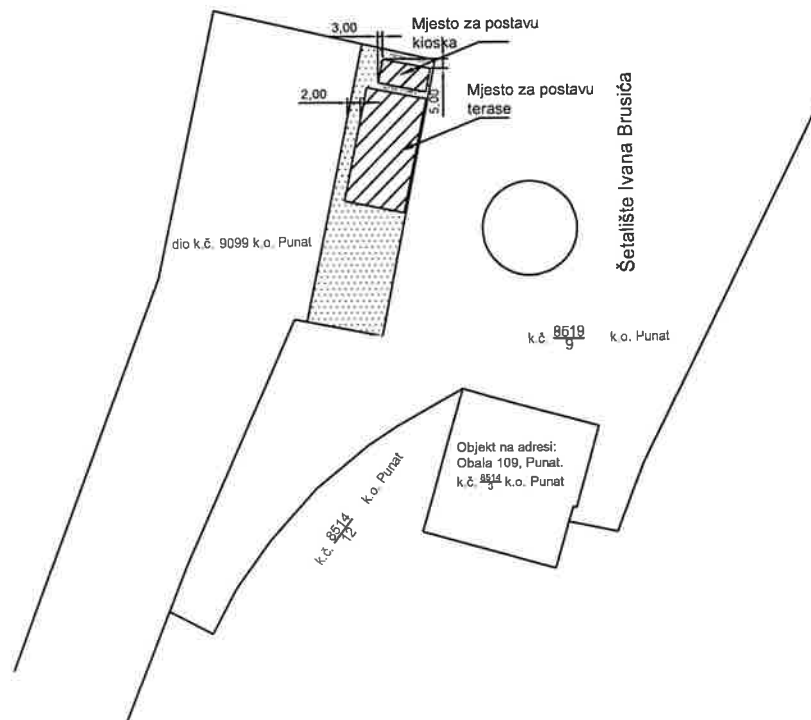 3,00
Mjesto za postavu
kioska
2,00
5,00
Mjesto za postavu
terase
Šetalište Ivana Brusića
dio k.č. 9099 k.o. Punat
k.č. 8519/9 k.o. Punat
Objekt na adresi:
Obala 109, Punat.
k.č. 8514/3 k.o. Punat
k.č. 8514/12 k.o. Punat